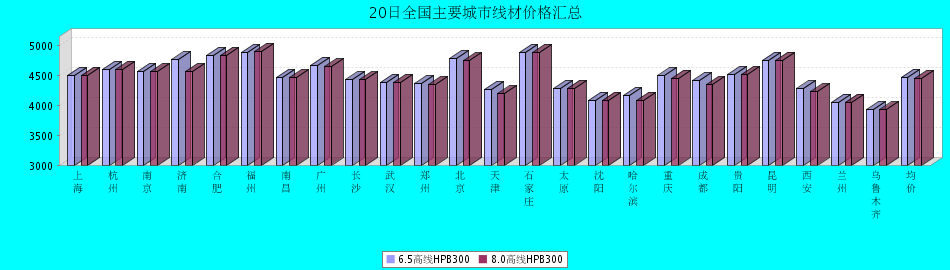 20日全国主要城市线材价格汇总
5000
4500
4000
3500
3000
上海
杭州
南京
济南
合肥
福州
南昌
广州
长沙
武汉
郑州
北京
天津
石家庄
太原
沈阳
哈尔滨
重庆
成都
贵阳
昆明
西安
兰州
乌鲁木齐
均价
6.5高线HPB300
8.0高线HPB300